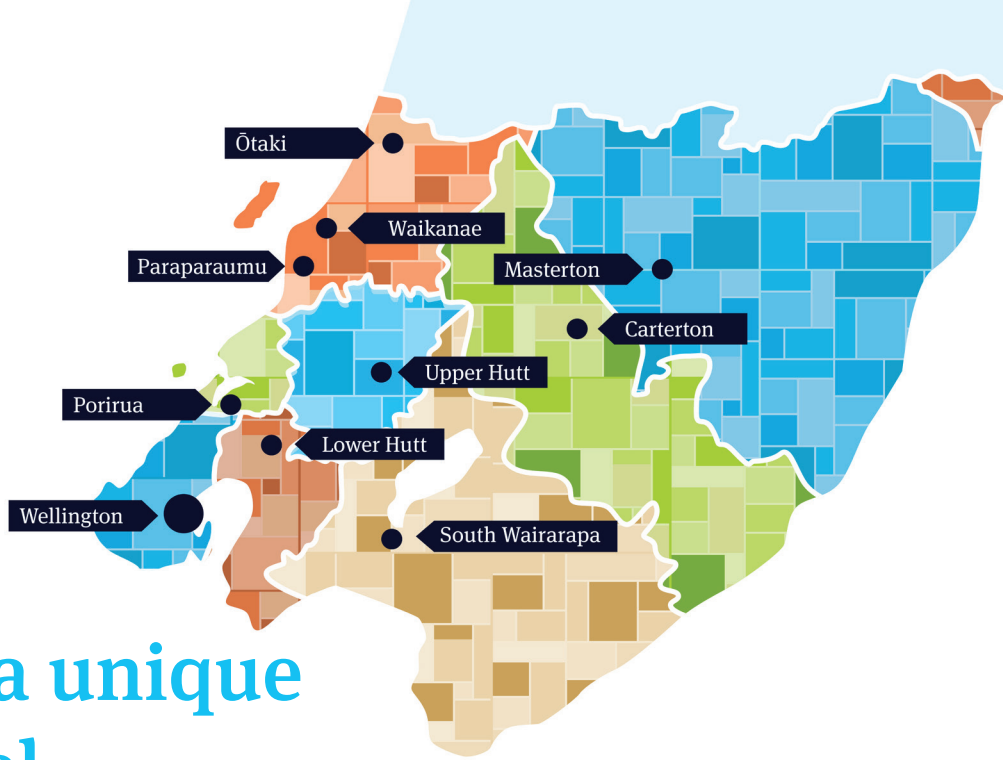 Ōtaki
Waikanae
Paraparaumu
Masterton
Carterton
Upper Hutt
Porirua
Lower Hutt
Wellington
South Wairarapa
a unique